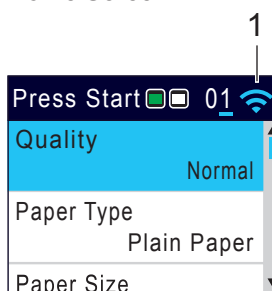 1
Press Start 01
Quality
Normal
Paper Type
Plain Paper
Paper Size